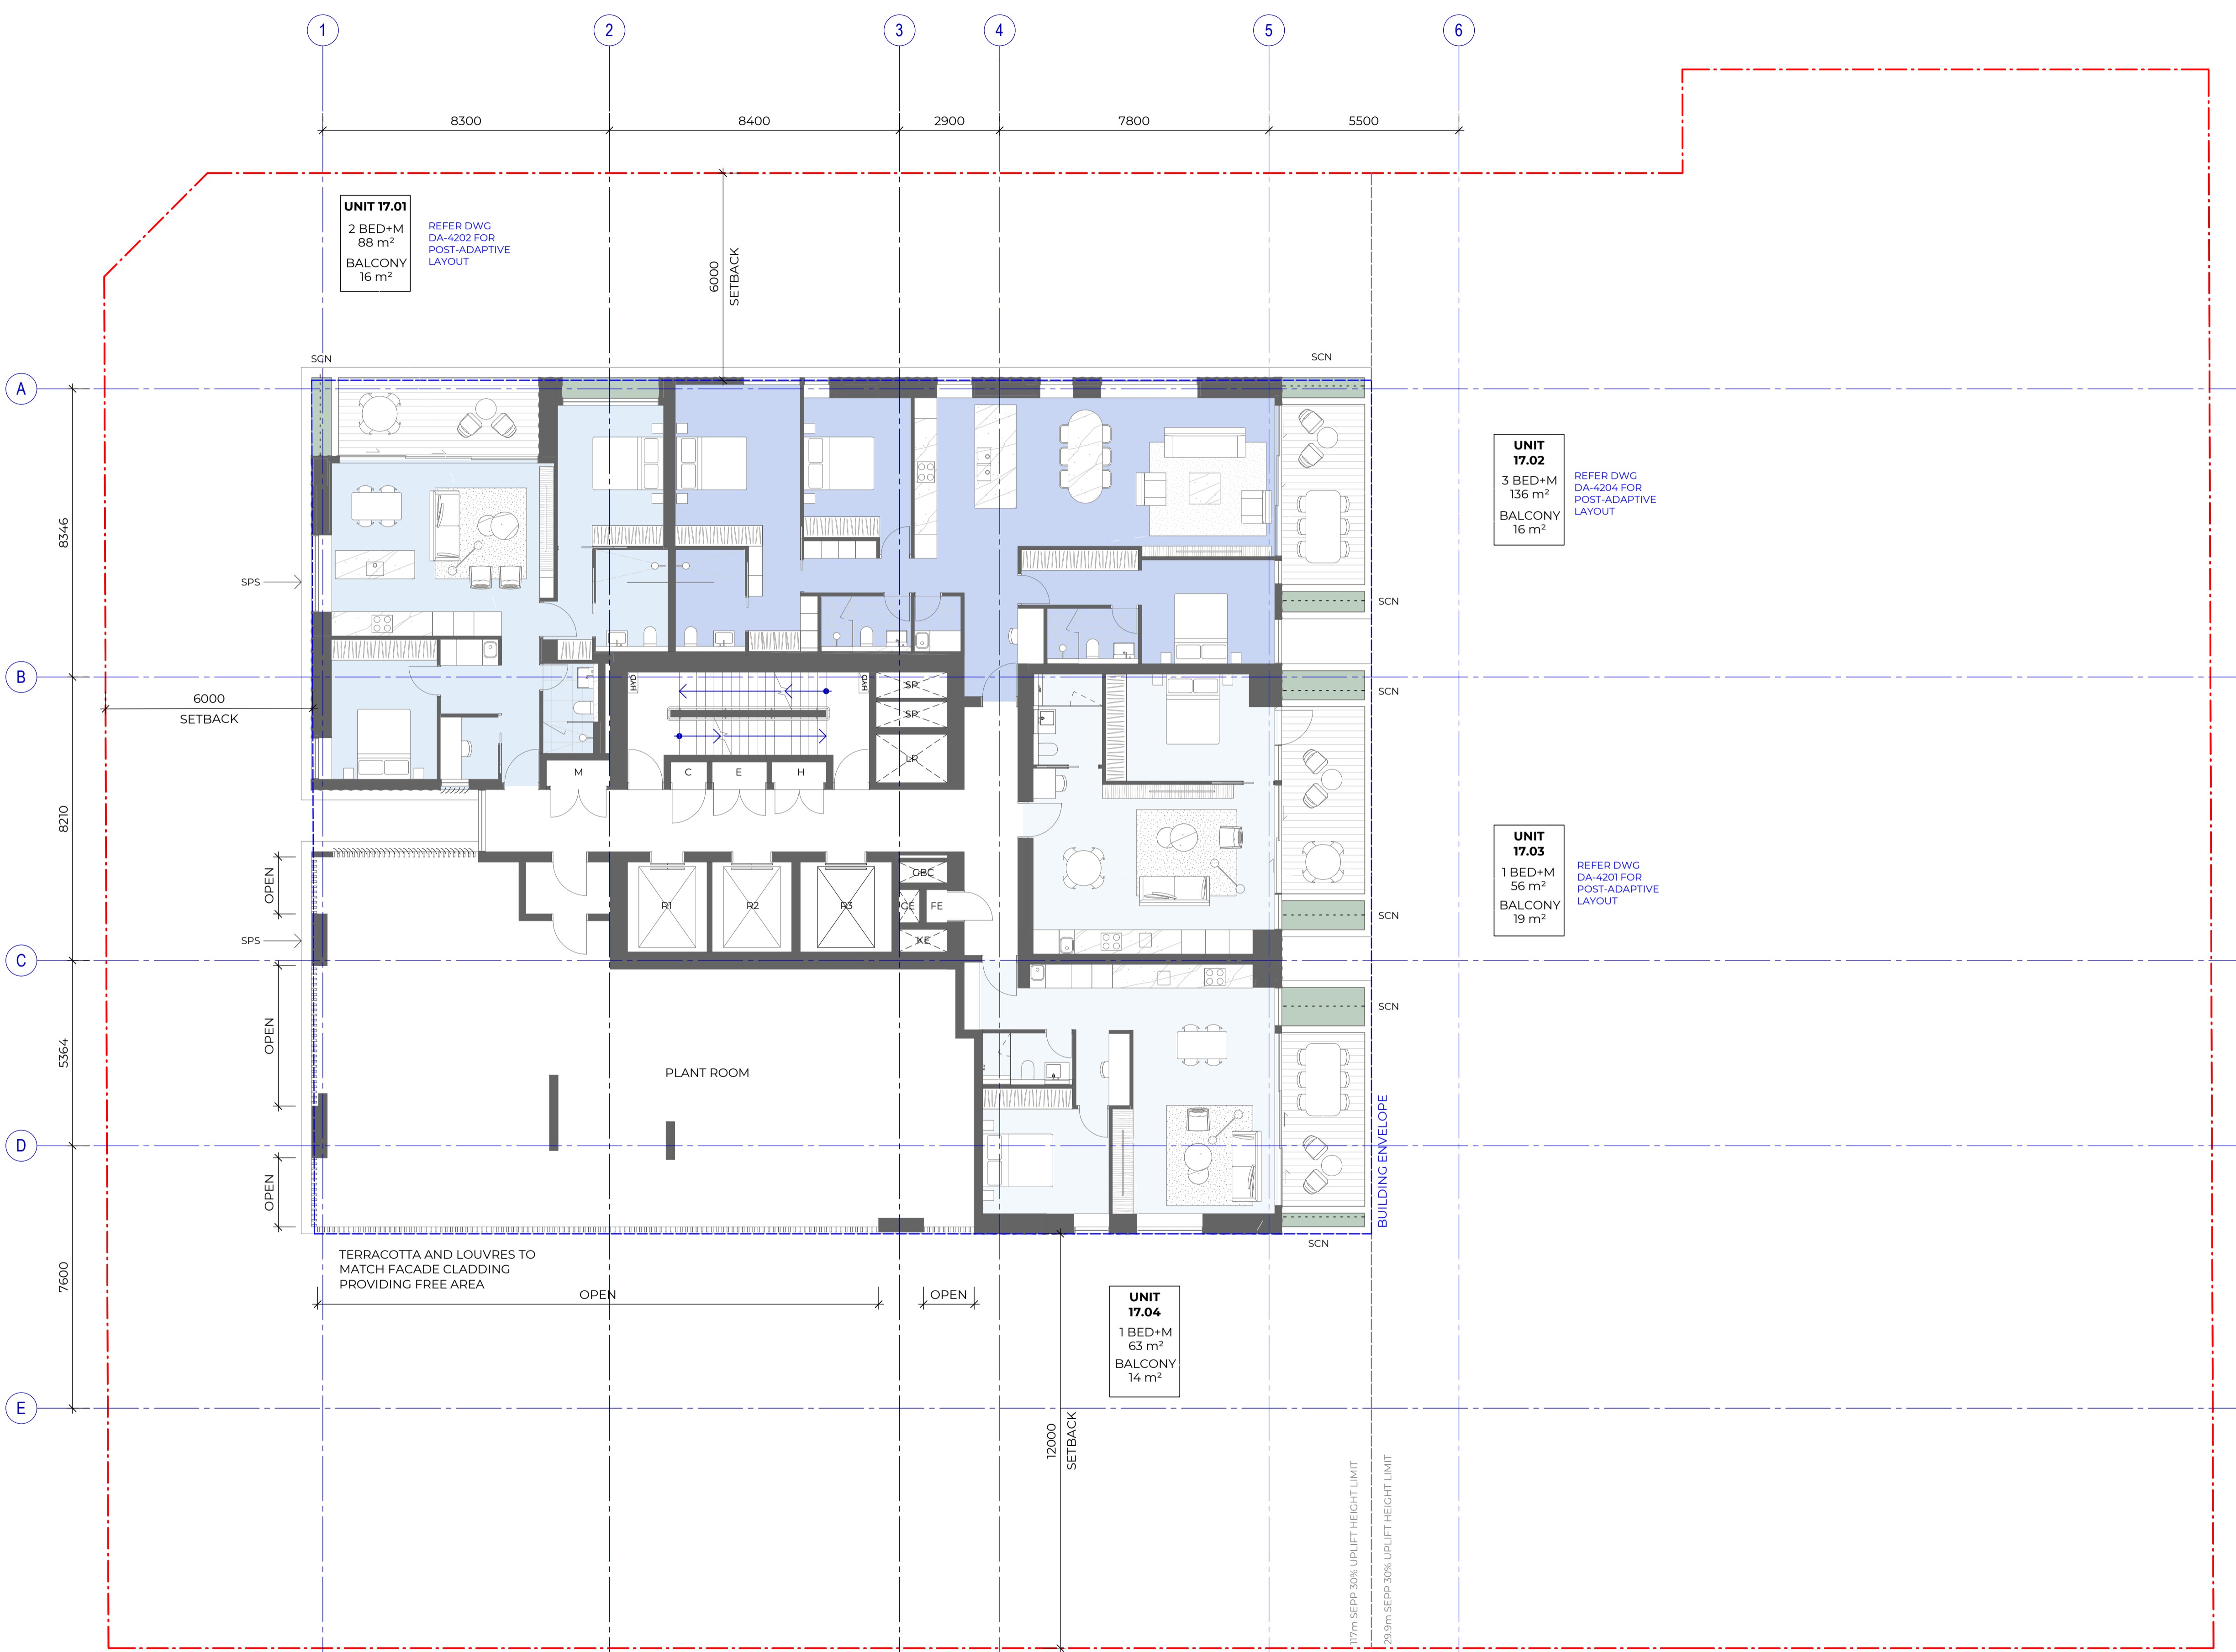 1
2
3
4
5
6
8300
8400
2900
7800
5500
UNIT 17.01
2 BED+M
88 m²
BALCONY
16 m²
REFER DWG
DA-4202 FOR
POST-ADAPTIVE
LAYOUT
6000
SETBACK
SCN
SCN
A
UNIT
17.02
3 BED+M
136 m²
BALCONY
16 m²
REFER DWG
DA-4204 FOR
POST-ADAPTIVE
LAYOUT
8346
SPS
SCN
B
HYD
HYD
SP
SCN
6000
SETBACK
SP
LR
M
C
E
H
8210
UNIT
17.03
1 BED+M
56 m²
BALCONY
19 m²
REFER DWG
DA-4201 FOR
POST-ADAPTIVE
LAYOUT
OPEN
GBC
R1
R2
R3
GE
FE
SCN
SPS
KE
C
SCN
OPEN
5364
PLANT ROOM
D
BUILDING ENVELOPE
OPEN
SCN
TERRACOTTA AND LOUVRES TO
MATCH FACADE CLADDING
PROVIDING FREE AREA
7600
OPEN
OPEN
UNIT
17.04
1 BED+M
63 m²
BALCONY
14 m²
E
12000
SETBACK
117m SEPP 30% UPLIFT HEIGHT LIMIT
29.9m SEPP 30% UPLIFT HEIGHT LIMIT